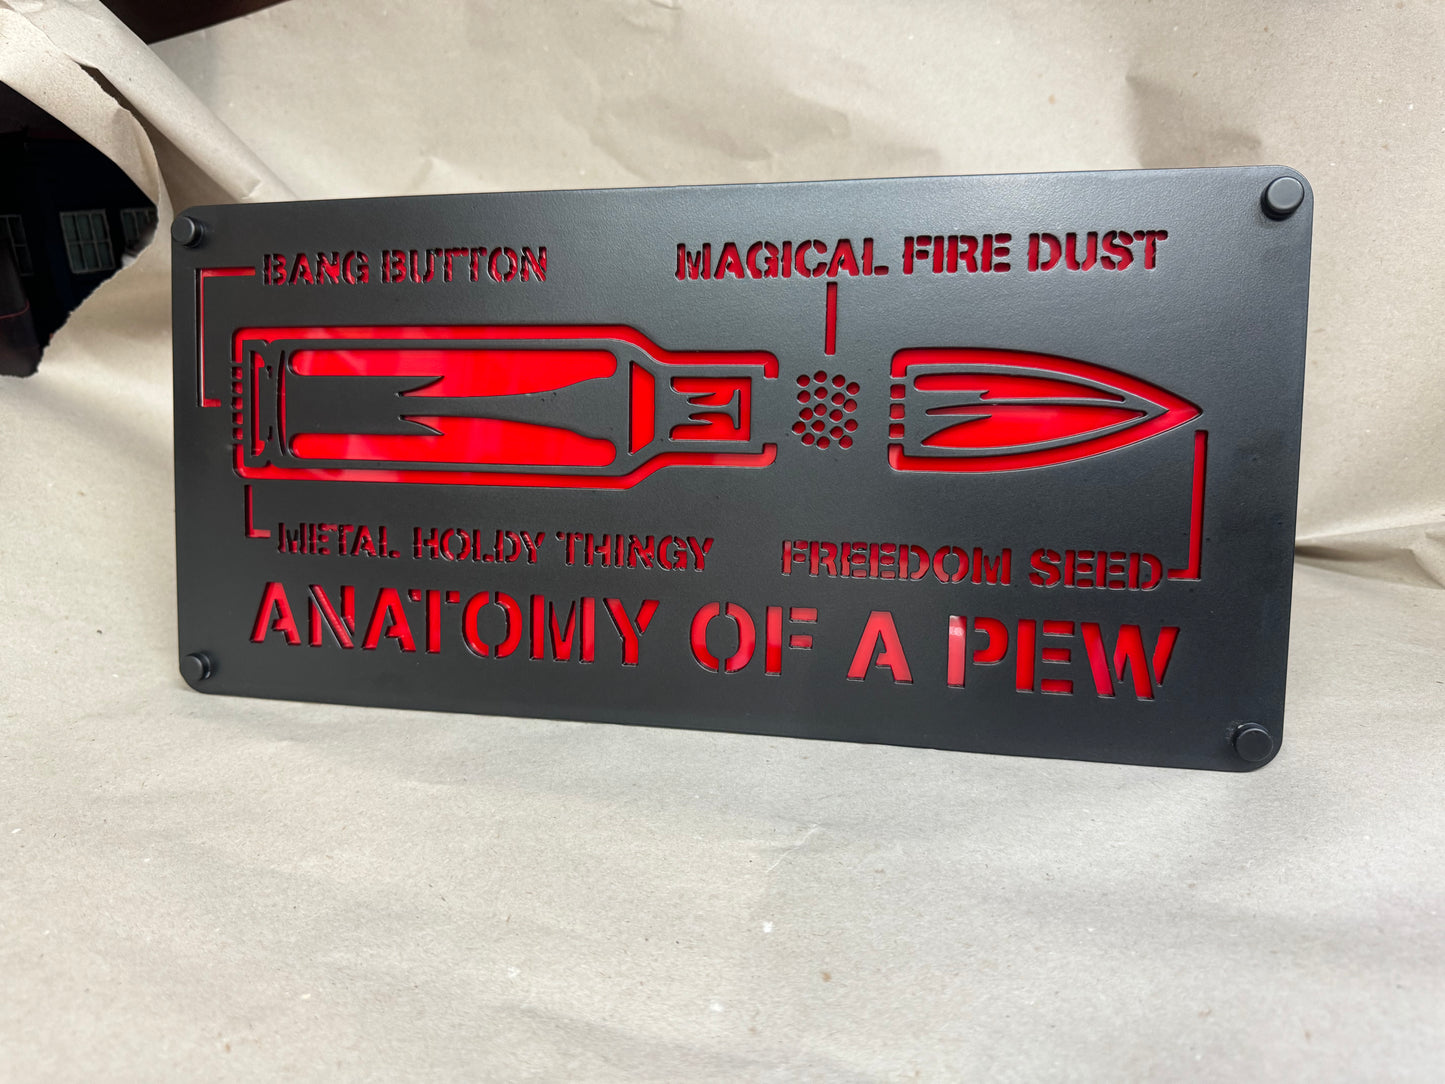 BANG BUTTON
MAGICAL FIRE DUST
METAL HOLDY THINGY
FREEDOM SEED
ANATOMY OF A PEW